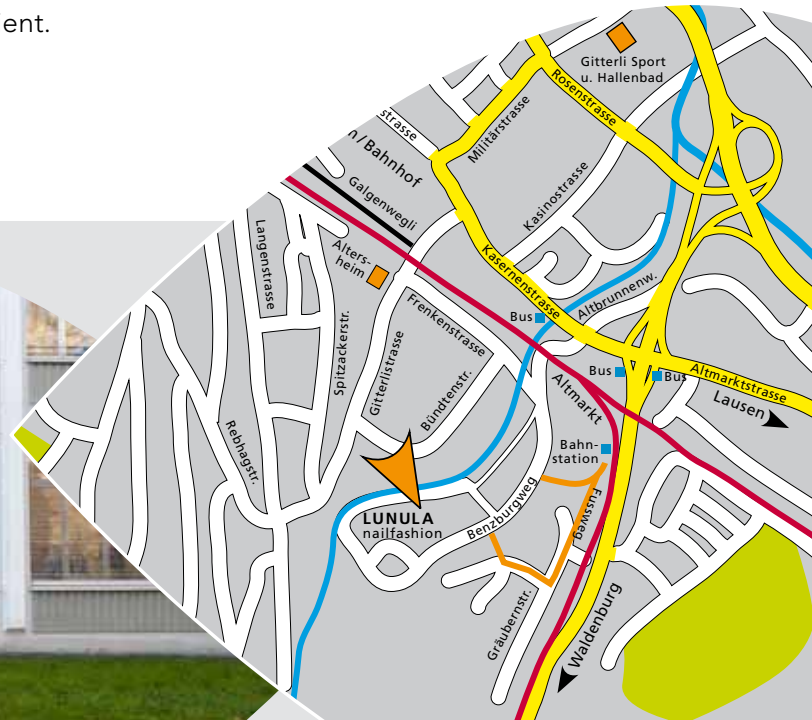 ient.
Gitterli Sport
u. Hallenbad
Rosenstrasse
Militärstrasse
strasse
n/Bahnhof
Galgenwegli
Kasinostrasse
Langenstrasse
Alters-
heim
Kasernenstrasse
Altbrunnenw.
Spitzackerstr.
Frenkenstrasse
Bus
Gitterlistrasse
Bündtenstr.
Altmarkt
Bus
Bus
Altmarktstrasse
Lausen
Rebhagstr.
Bahn-
station
LUNULA
nailfashion
Benzburgweg
Fussweg
Gräubernstr.
Waldenburg